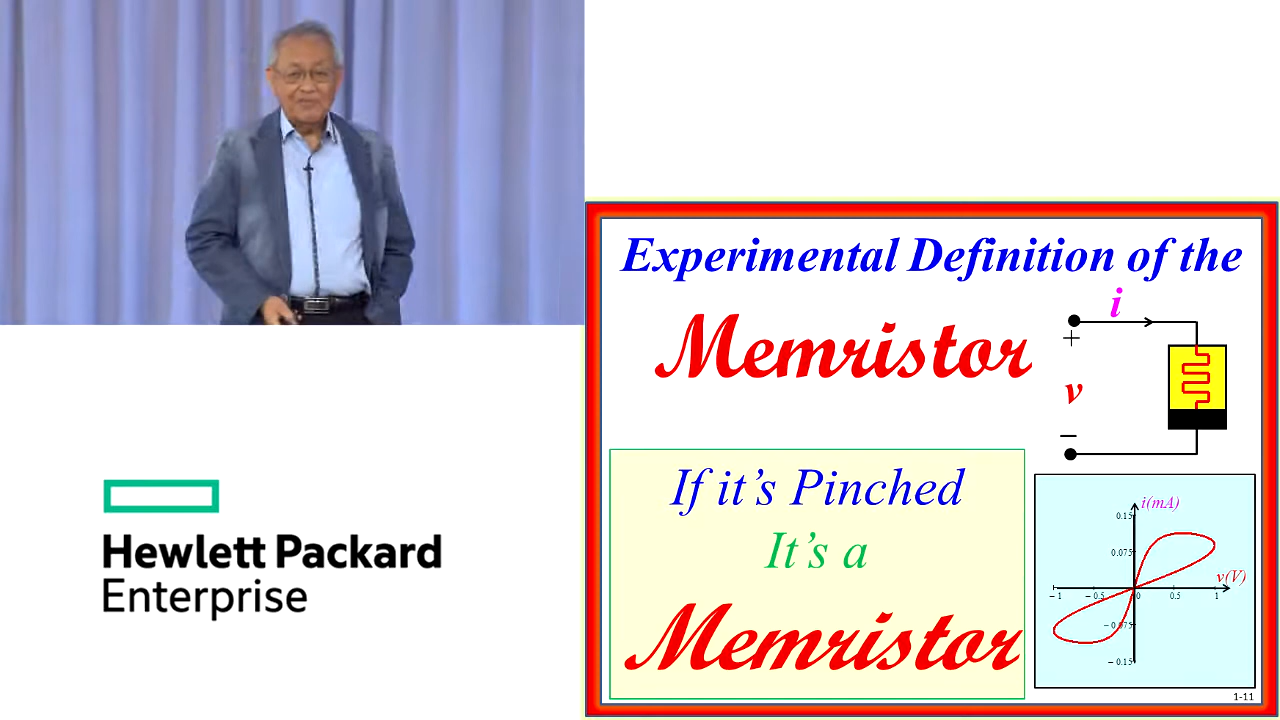 Experimental Definition of the
Memristor
i
+
v
–
If it's Pinched
It's a
Memristor
i(mA)
0.15
0.075
v(V)
– 1
– 0.5
0
0.5
1
– 0.075
– 0.15
1-11
Hewlett Packard
Enterprise